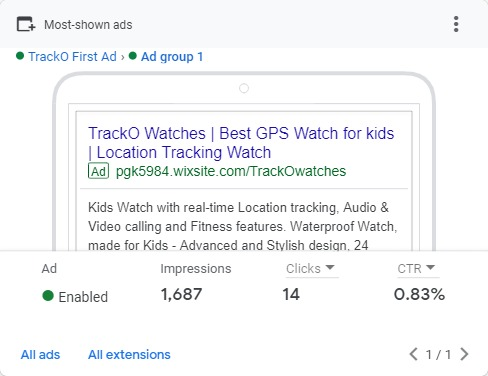 Most-shown ads
TrackO First Ad › Ad group 1
TrackO Watches | Best GPS Watch for kids
| Location Tracking Watch
Ad pgk5984.wixsite.com/TrackOwatches
Kids Watch with real-time Location tracking, Audio &
Video calling and Fitness features. Waterproof Watch,
made for Kids - Advanced and Stylish design, 24
Ad Impressions Clicks CTR
Enabled 1,687 14 0.83%
All ads All extensions 1 / 1